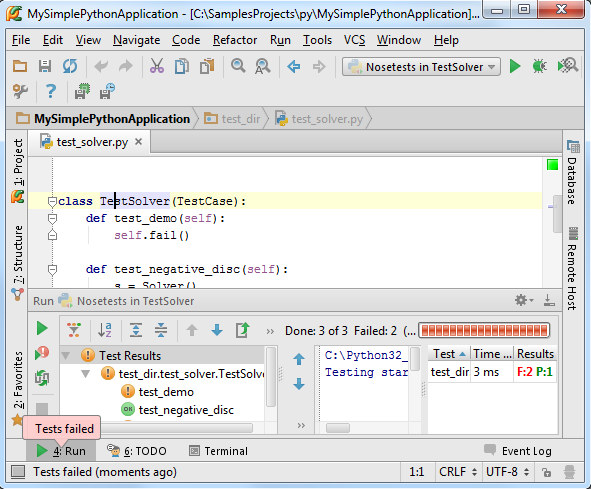 MySimplePythonApplication - [C:\SamplesProjects\py\MySimplePythonApplication]...
File Edit View Navigate Code Refactor Run Tools VCS Window Help
Nosetests in TestSolver
MySimplePythonApplication test_dir test_solver.py
test_solver.py
1: Project
7: Structure
2: Favorites
Database
Remote Host
class TestSolver(TestCase):
def test_demo(self):
self.fail()
def test_negative_disc(self):
s = Solver()
Run Nosetests in TestSolver
Done: 3 of 3 Failed: 2 (...
Test Results
test_dir.test_solver.TestSolve
test_demo
OK test_negative_disc
C:\Python32_
Testing star
Test Time ... Results
test_dir 3 ms F:2 P:1
Tests failed
4: Run 6: TODO Terminal Event Log
Tests failed (moments ago) 1:1 CRLF UTF-8